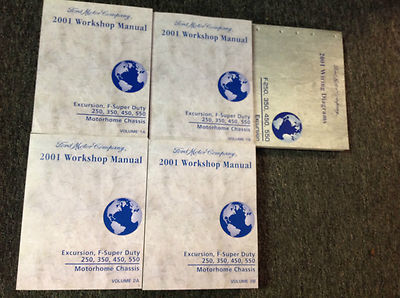 Ford Motor Company
2001 Workshop Manual
Excursion, F-Super Duty
250, 350, 450, 550
Motorhome Chassis
VOLUME 1A
Ford Motor Company
2001 Workshop Manual
Excursion, F-Super Duty
250, 350, 450, 550
Motorhome Chassis
VOLUME 1B
Ford Motor Company
2001 Wiring Diagrams
F-250, 350, 450, 550
Excursion
Ford Motor Company
2001 Workshop Manual
Excursion, F-Super Duty
250, 350, 450, 550
Motorhome Chassis
VOLUME 2A
Ford Motor Company
2001 Workshop Manual
Excursion, F-Super Duty
250, 350, 450, 550
Motorhome Chassis
VOLUME 2B